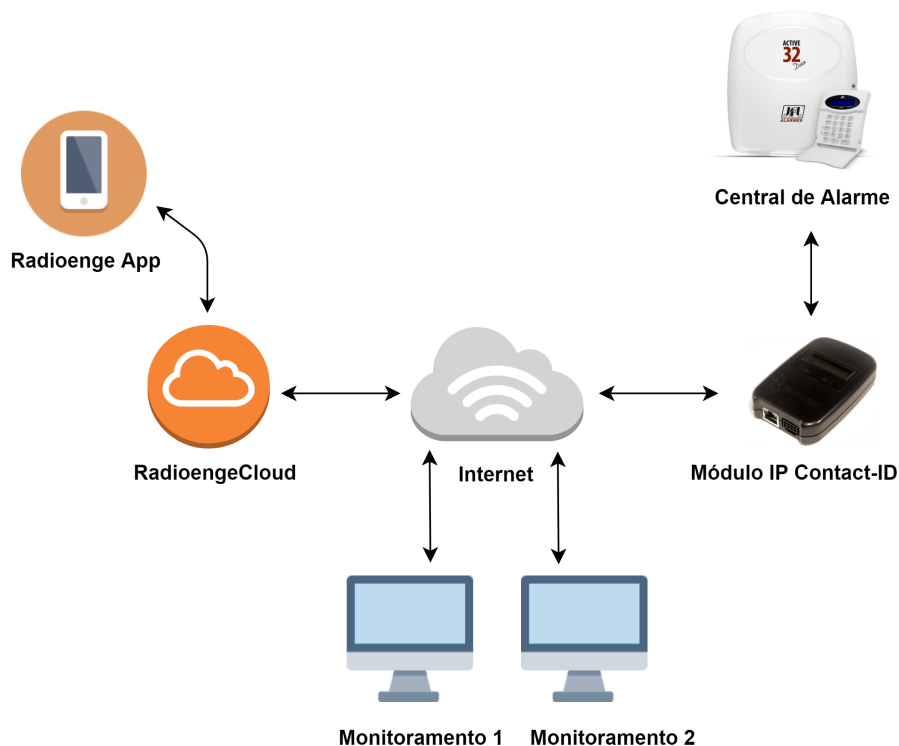 ACTIVE
32
Duo
JFL
ALARMES
Central de Alarme
Radioenge App
RadioengeCloud
Internet
Módulo IP Contact-ID
Monitoramento 1
Monitoramento 2